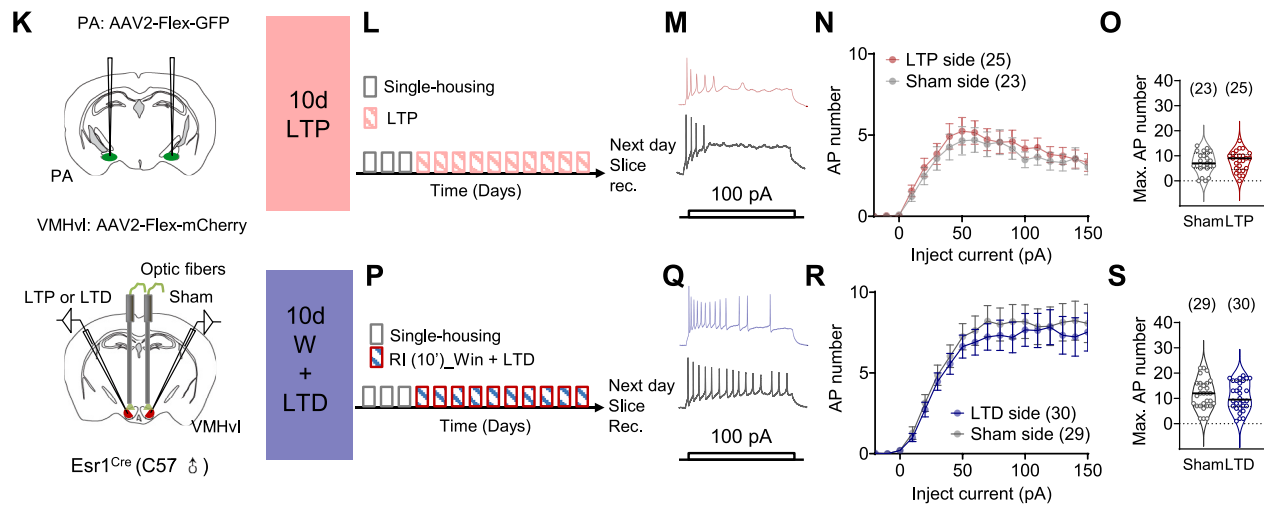 K
PA: AAV2-Flex-GFP
PA
VMHvl: AAV2-Flex-mCherry
Optic fibers
LTP or LTD
Sham
VMHvl
Esr1Cre (C57 ♂)
10d
LTP
10d
W
+
LTD
L
Single-housing
LTP
Time (Days)
Next day
Slice
rec.
M
100 pA
N
10
5
0
AP number
LTP side (25)
Sham side (23)
0
50
100
150
Inject current (pA)
O
(23)
(25)
40
30
20
10
0
Max. AP number
Sham
LTP
P
Single-housing
RI (10')_Win + LTD
Time (Days)
Next day
Slice
Rec.
Q
100 pA
R
10
5
0
AP number
LTD side (30)
Sham side (29)
0
50
100
150
Inject current (pA)
S
(29)
(30)
40
30
20
10
0
Max. AP number
Sham
LTD